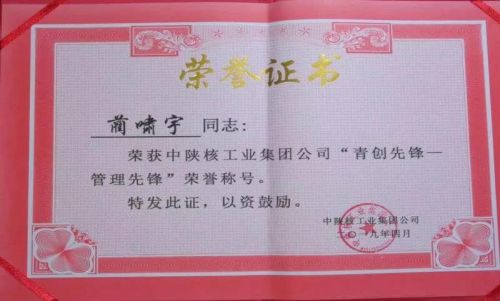 荣誉证书
蔺啸宇 同志:
荣获中陕核工业集团公司“青创先锋—
管理先锋”荣誉称号。
特发此证,以资鼓励。
中陕核工业集团公司
二〇一九年四月